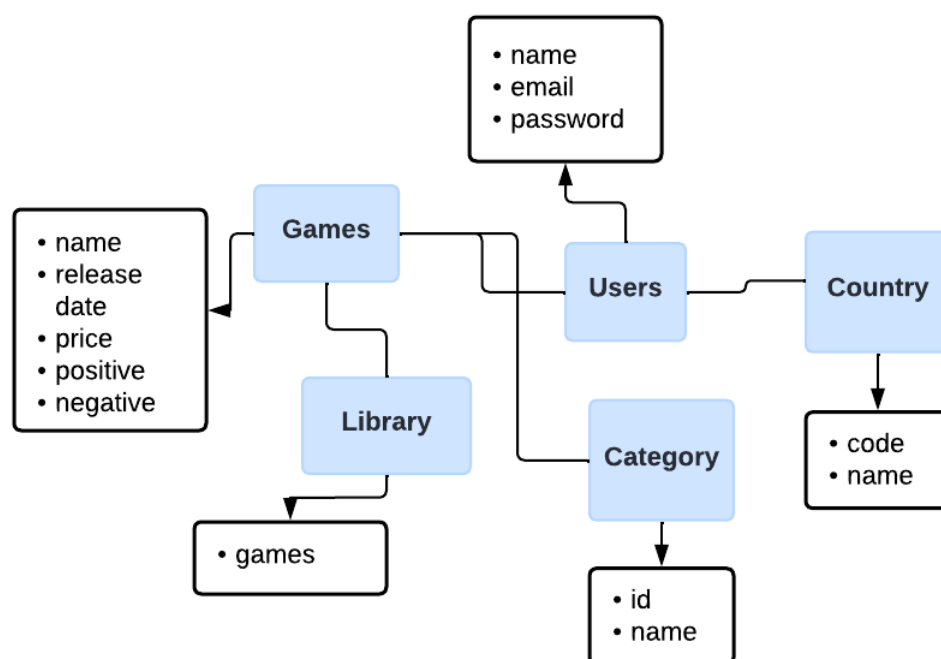 • name
• email
• password
Games
• name
• release
date
• price
• positive
• negative
Users
Country
Library
Category
• code
• name
• games
• id
• name